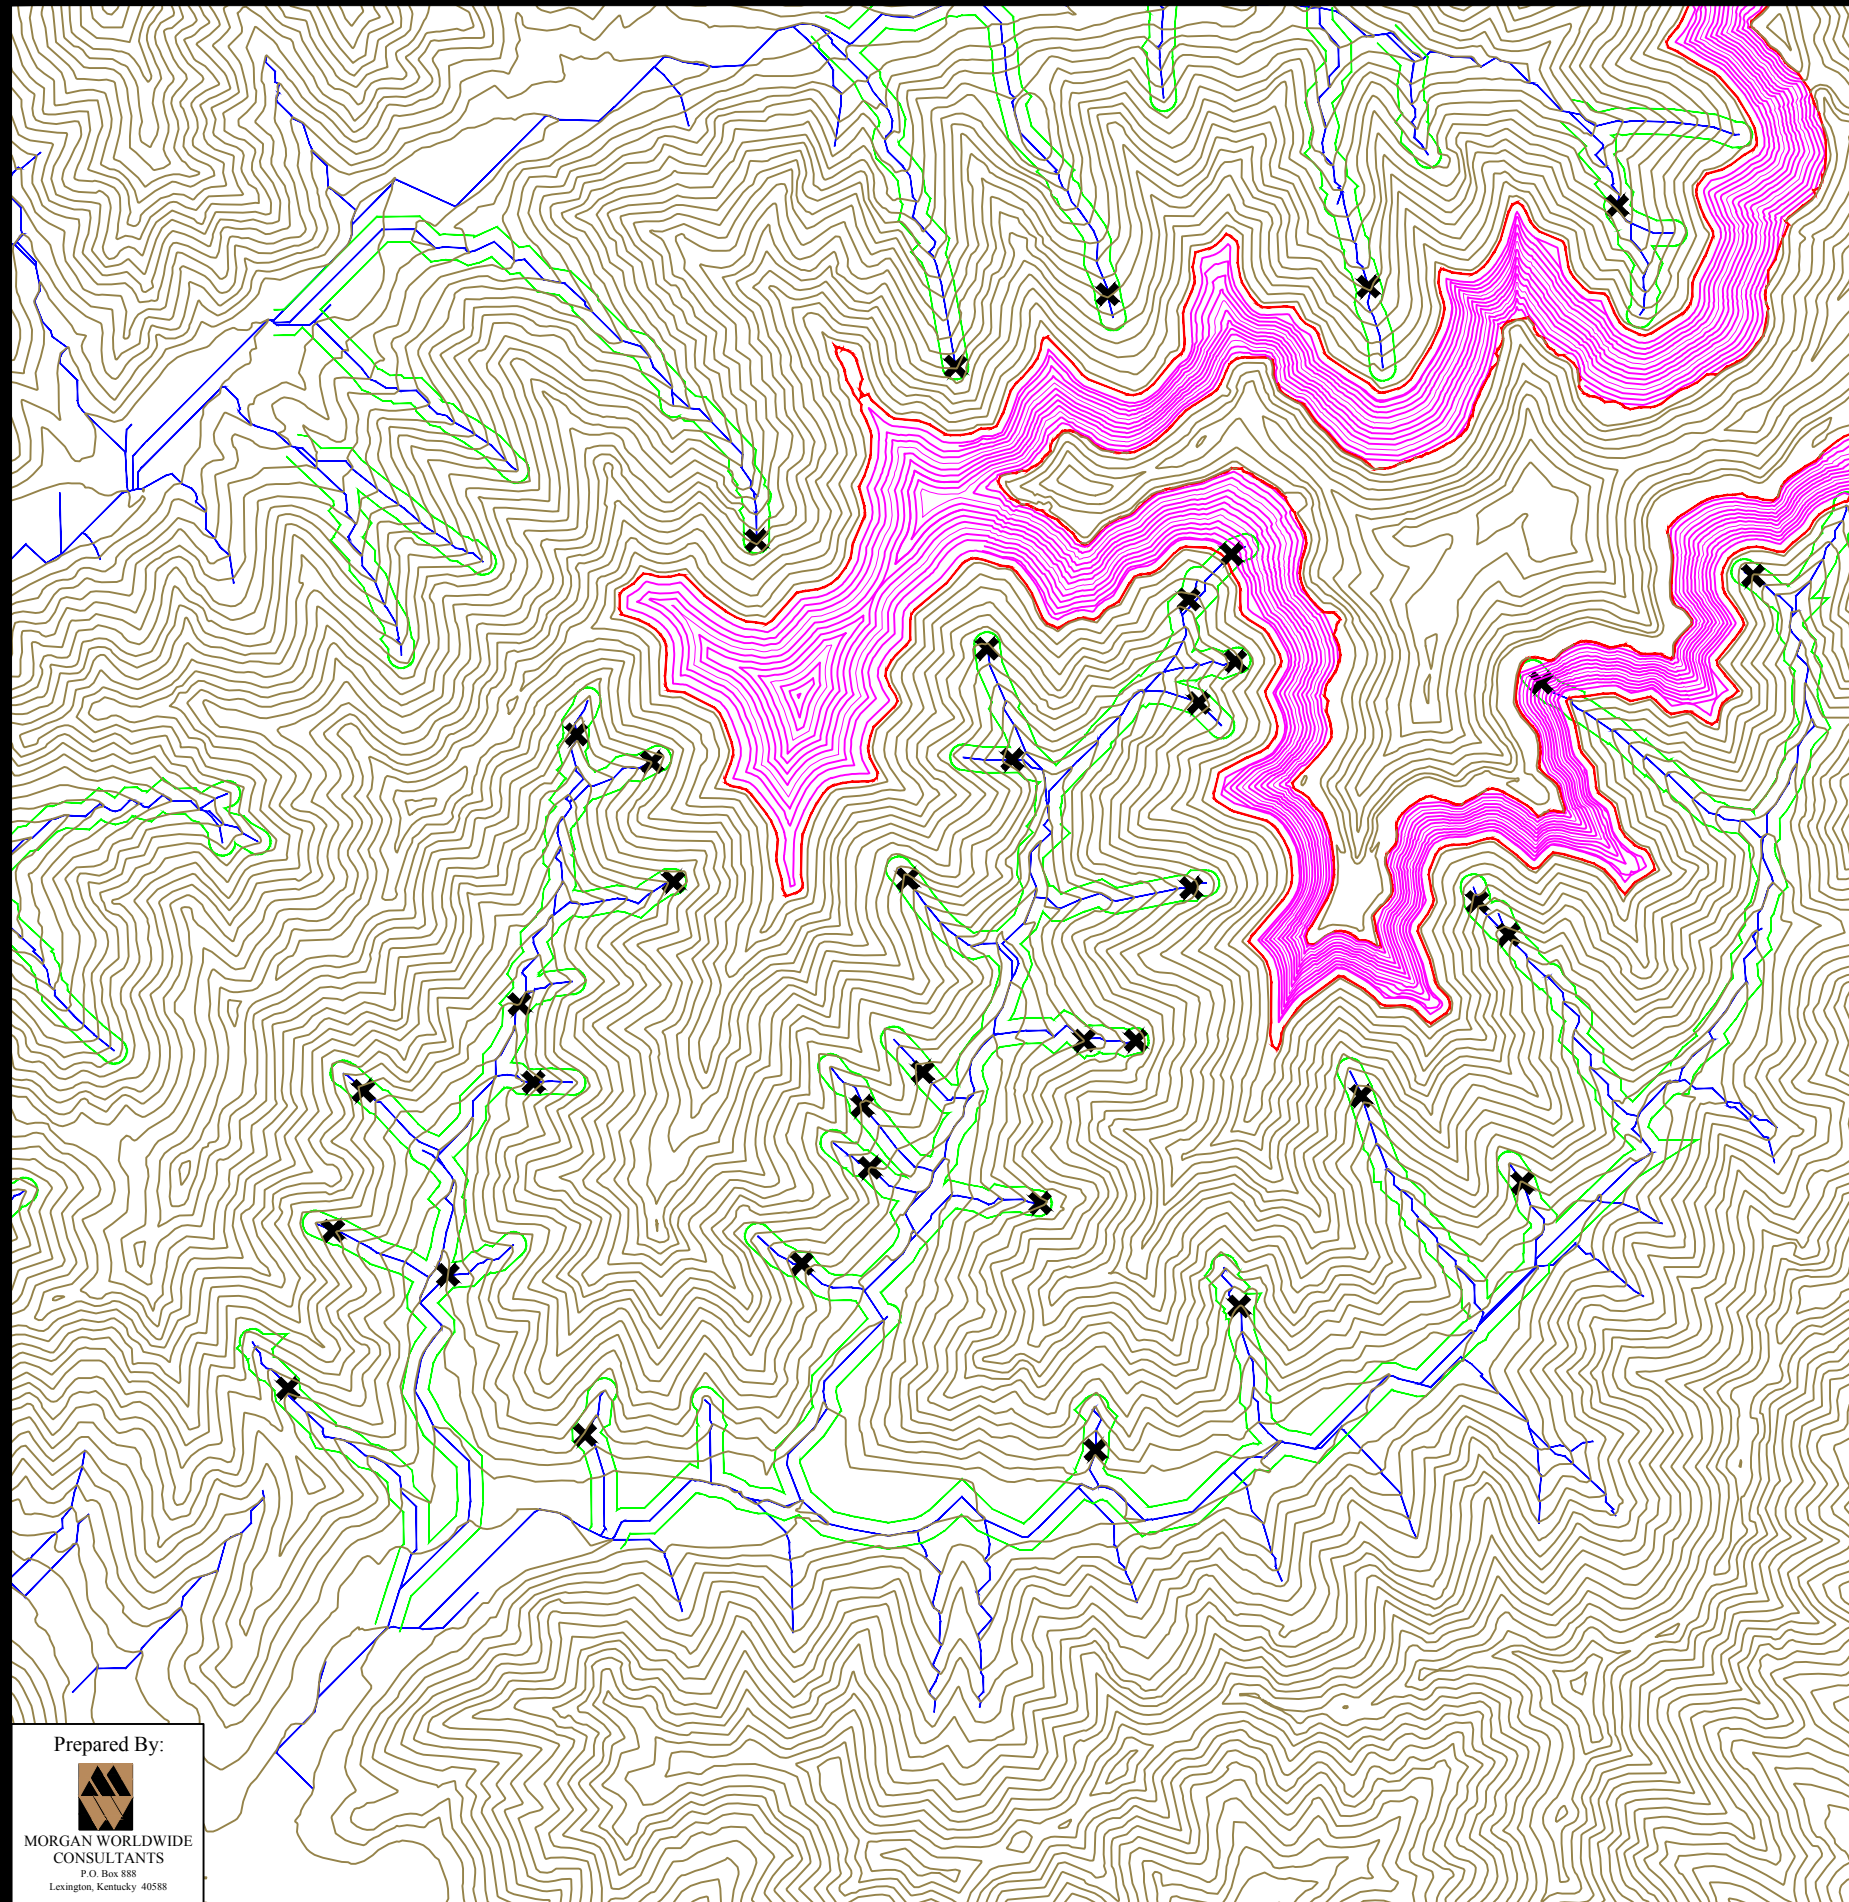 Prepared By:
MORGAN WORLDWIDE
CONSULTANTS
P.O. Box 888
Lexington, Kentucky 40588